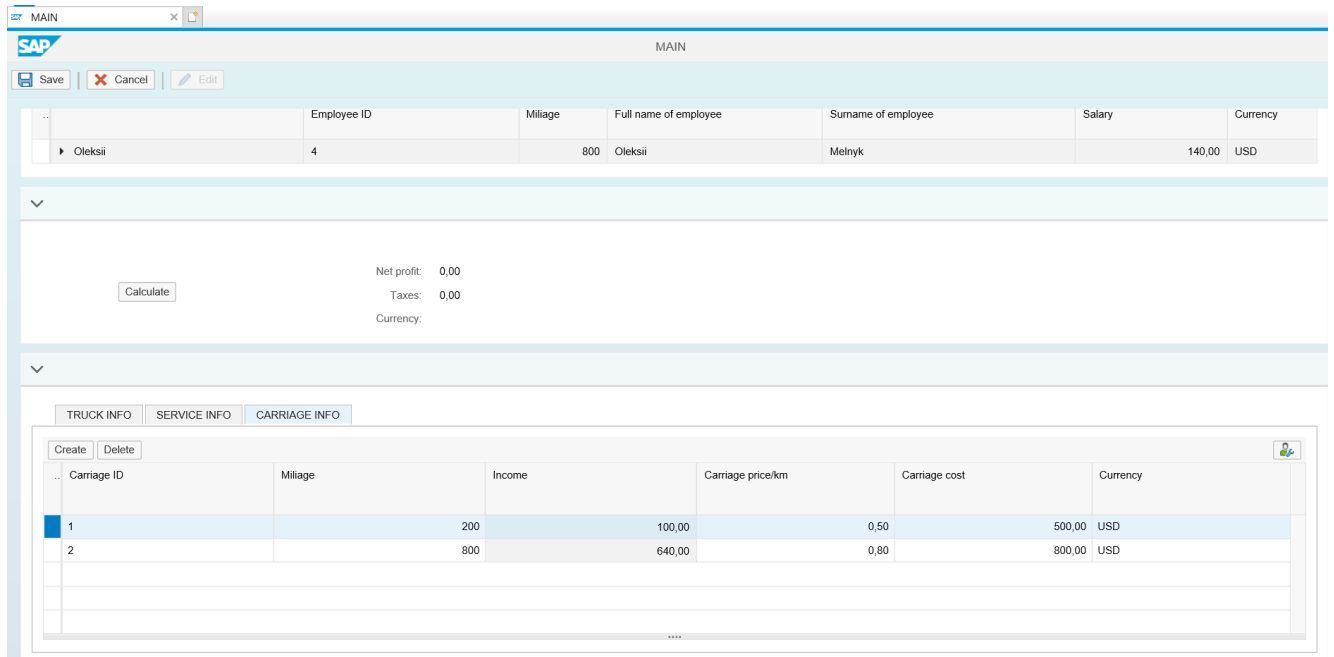 SAP MAIN
SAP MAIN
Save Cancel Edit
.. Employee ID Miliage Full name of employee Surname of employee Salary Currency
Oleksii 4 800 Oleksii Melnyk 140,00 USD
Net profit: 0,00
Calculate
Taxes: 0,00
Currency:
TRUCK INFO SERVICE INFO CARRIAGE INFO
Create Delete
.. Carriage ID Miliage Income Carriage price/km Carriage cost Currency
1 200 100,00 0,50 500,00 USD
2 800 640,00 0,80 800,00 USD